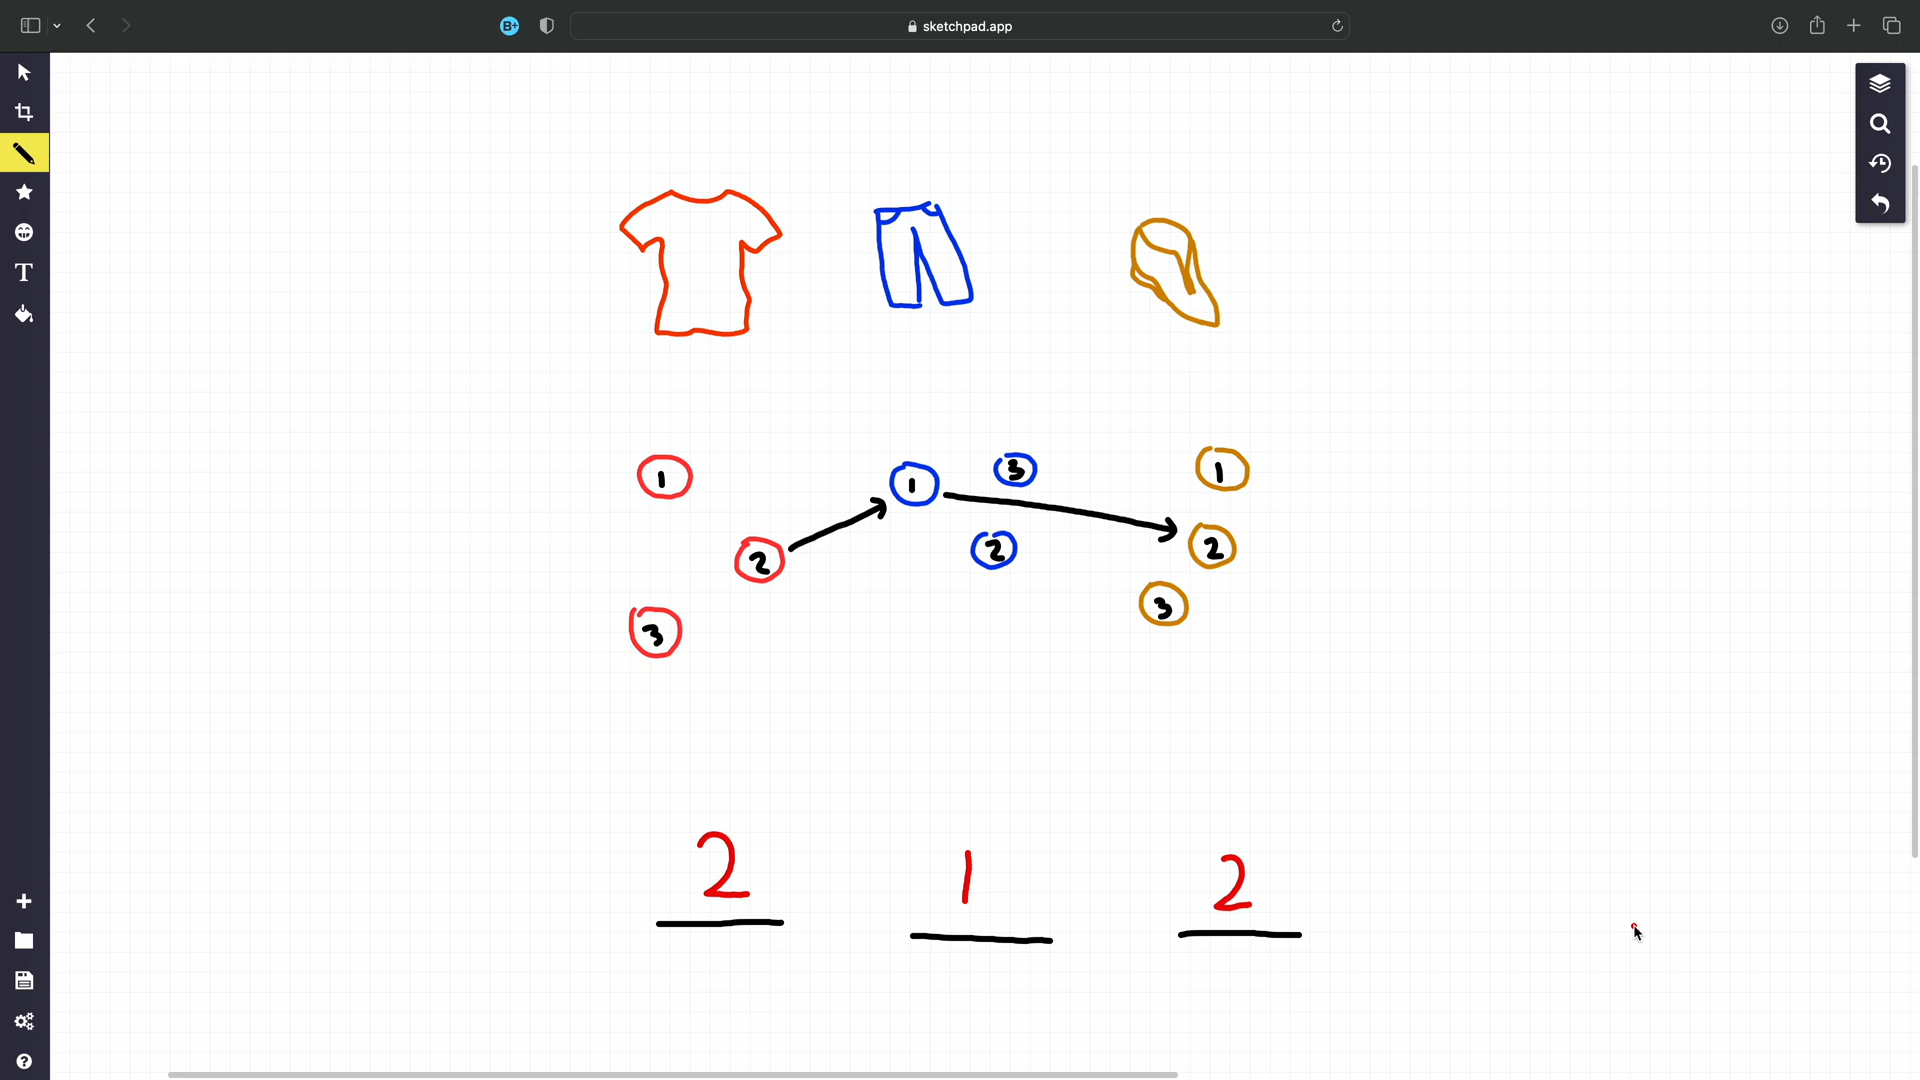 B+
sketchpad.app
T
1 1 3 1
2 2 2
3 3
2 1 2
?